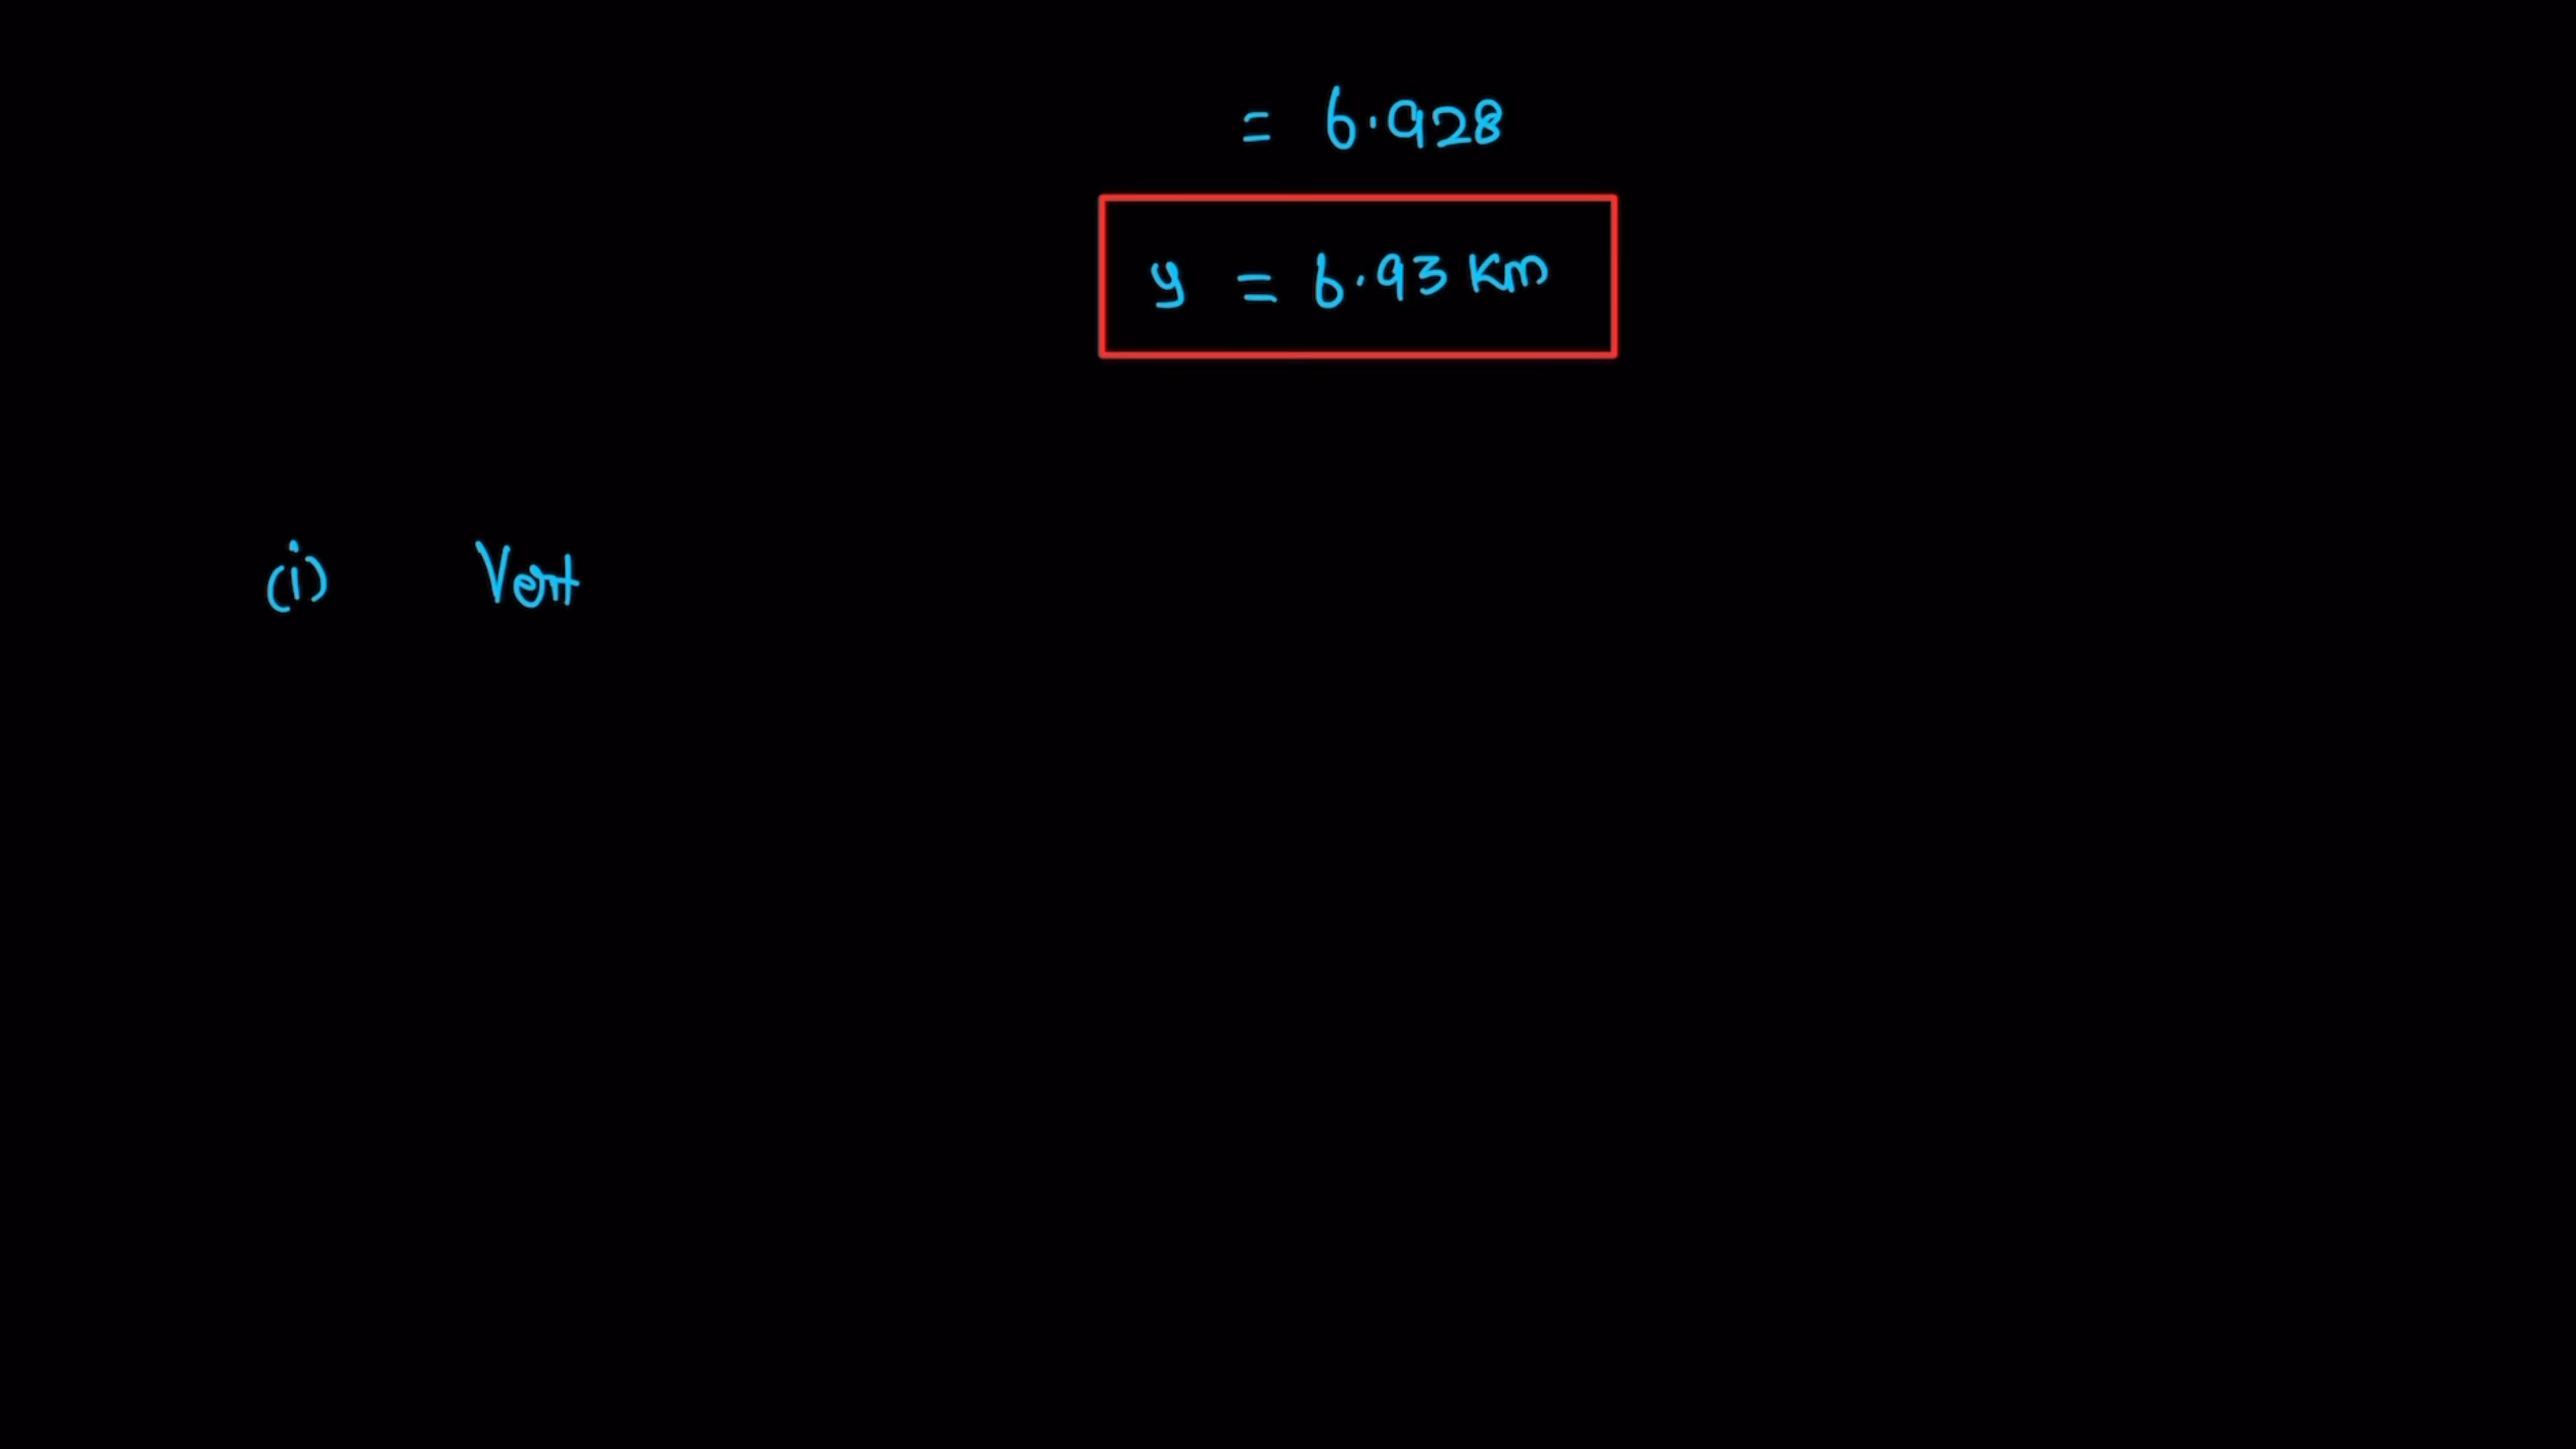 = 6.928
y = 6.93 Km
(i) Vert